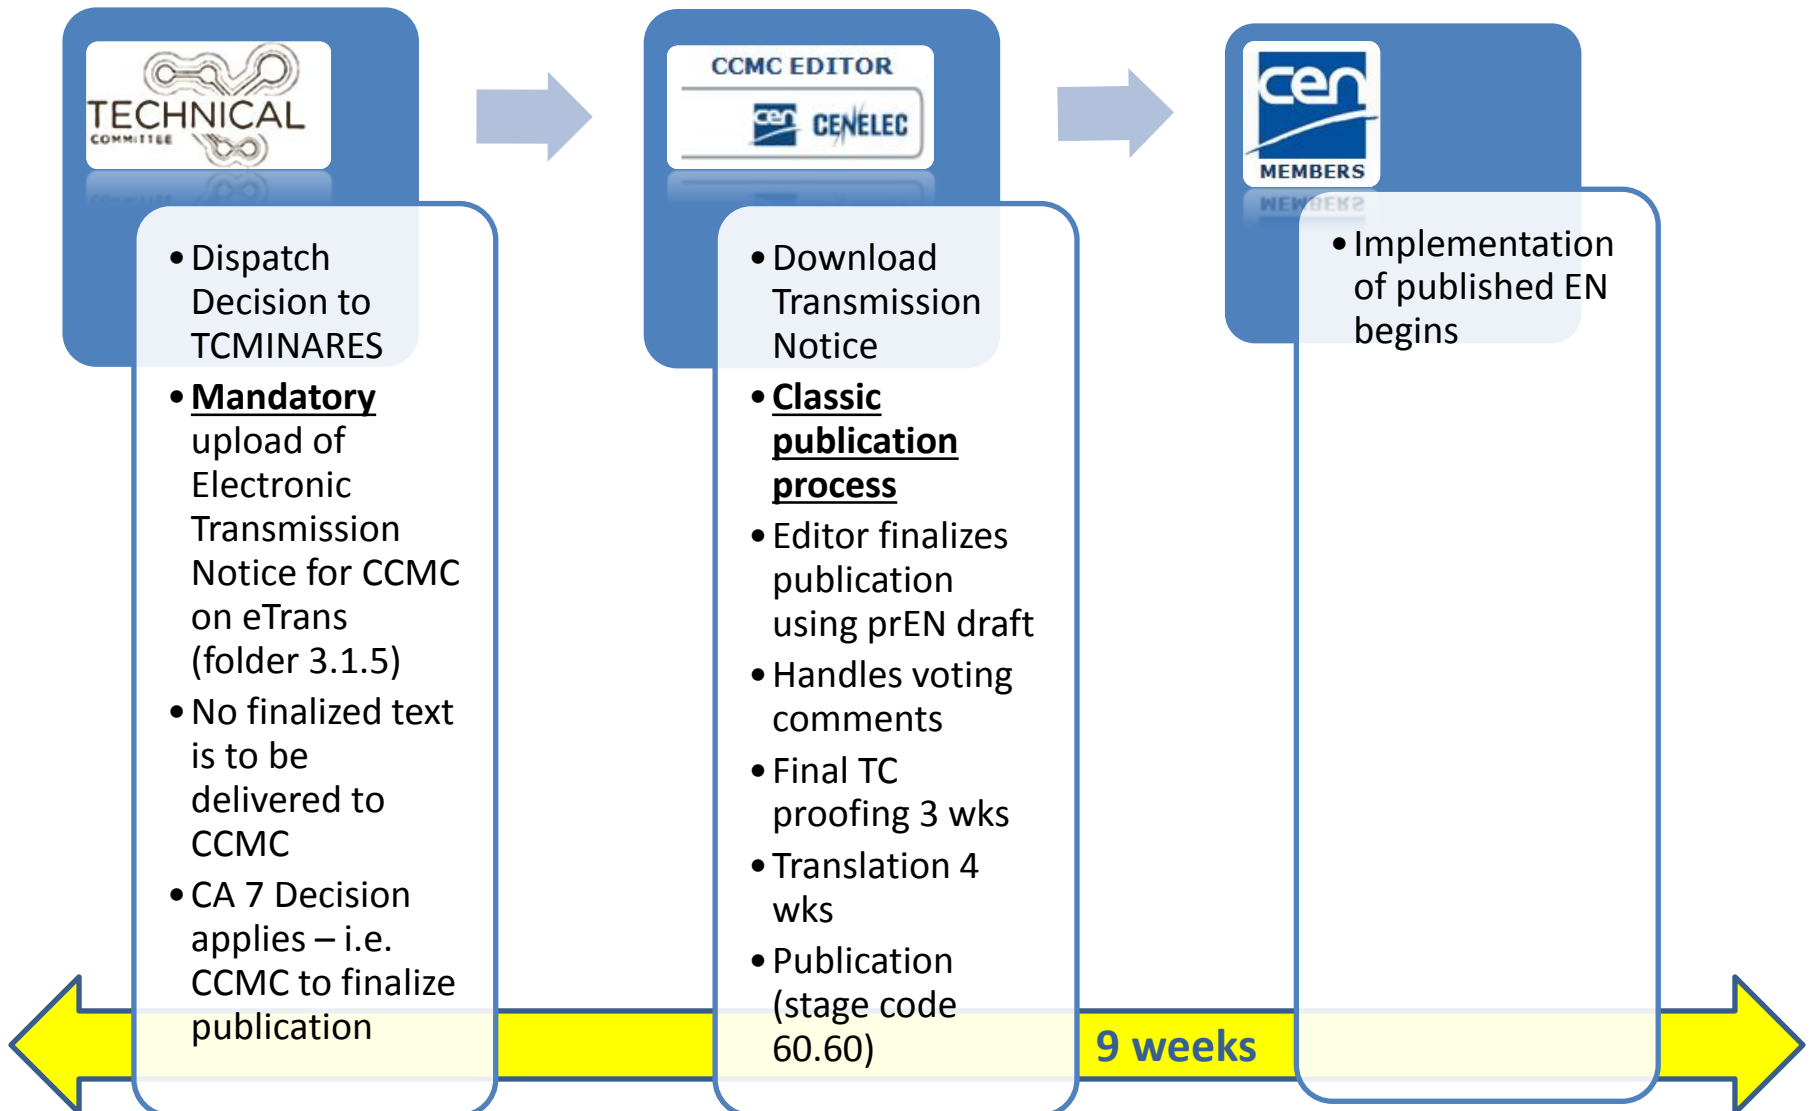 TECHNICAL
COMMITTEE
• Dispatch
Decision to
TCMINARES
• Mandatory
upload of
Electronic
Transmission
Notice for CCMC
on eTrans
(folder 3.1.5)
• No finalized text
is to be
delivered to
CCMC
• CA 7 Decision
applies – i.e.
CCMC to finalize
publication
CCMC EDITOR
cen CENELEC
• Download
Transmission
Notice
• Classic
publication
process
• Editor finalizes
publication
using prEN draft
• Handles voting
comments
• Final TC
proofing 3 wks
• Translation 4
wks
• Publication
(stage code
60.60)
cen
MEMBERS
• Implementation
of published EN
begins
9 weeks